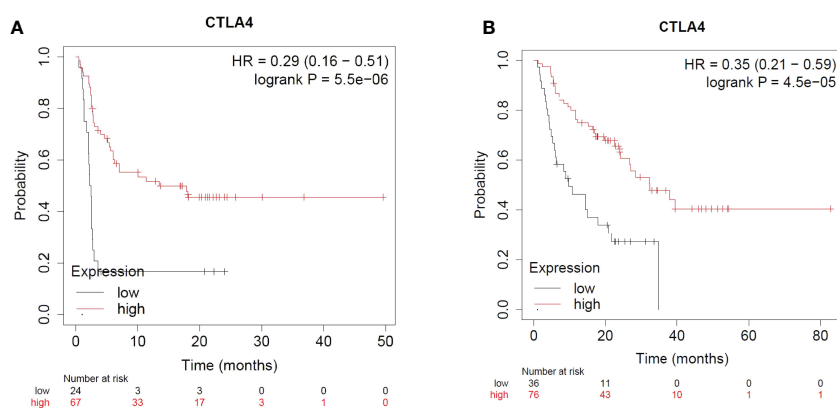 A
CTLA4
HR = 0.29 (0.16 − 0.51)
logrank P = 5.5e−06
Probability
1.0
0.8
0.6
0.4
0.2
0.0
Expression
low
high
0 10 20 30 40 50
Time (months)
Number at risk
low 24 3 3 0 0 0
high 67 33 17 3 1 0
B
CTLA4
HR = 0.35 (0.21 − 0.59)
logrank P = 4.5e−05
Probability
1.0
0.8
0.6
0.4
0.2
0.0
Expression
low
high
0 20 40 60 80
Time (months)
Number at risk
low 36 11 0 0 0
high 76 43 10 1 1